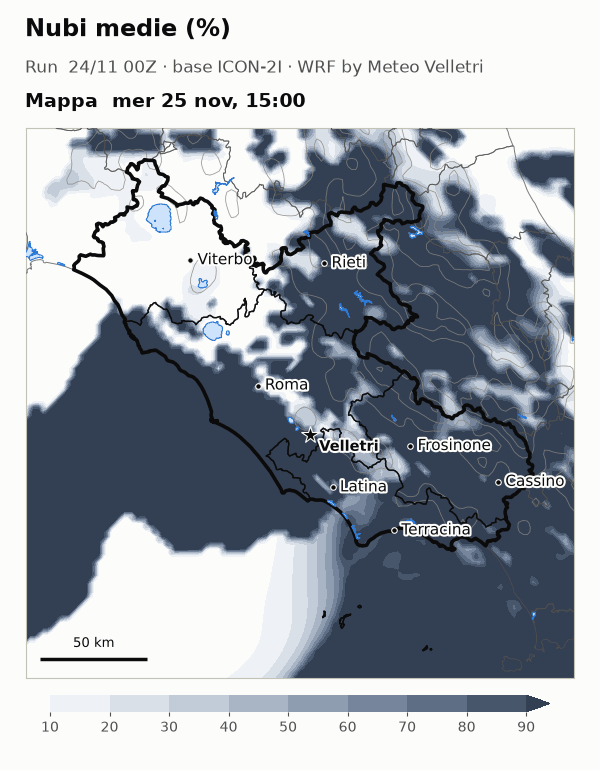 Nubi medie (%)
Run  24/11 00Z · base ICON-2I · WRF by Meteo Velletri
Mappa  mer 25 nov, 15:00
Viterbo
Rieti
Roma
Velletri
Frosinone
Cassino
Latina
Terracina
50 km
10 20 30 40 50 60 70 80 90